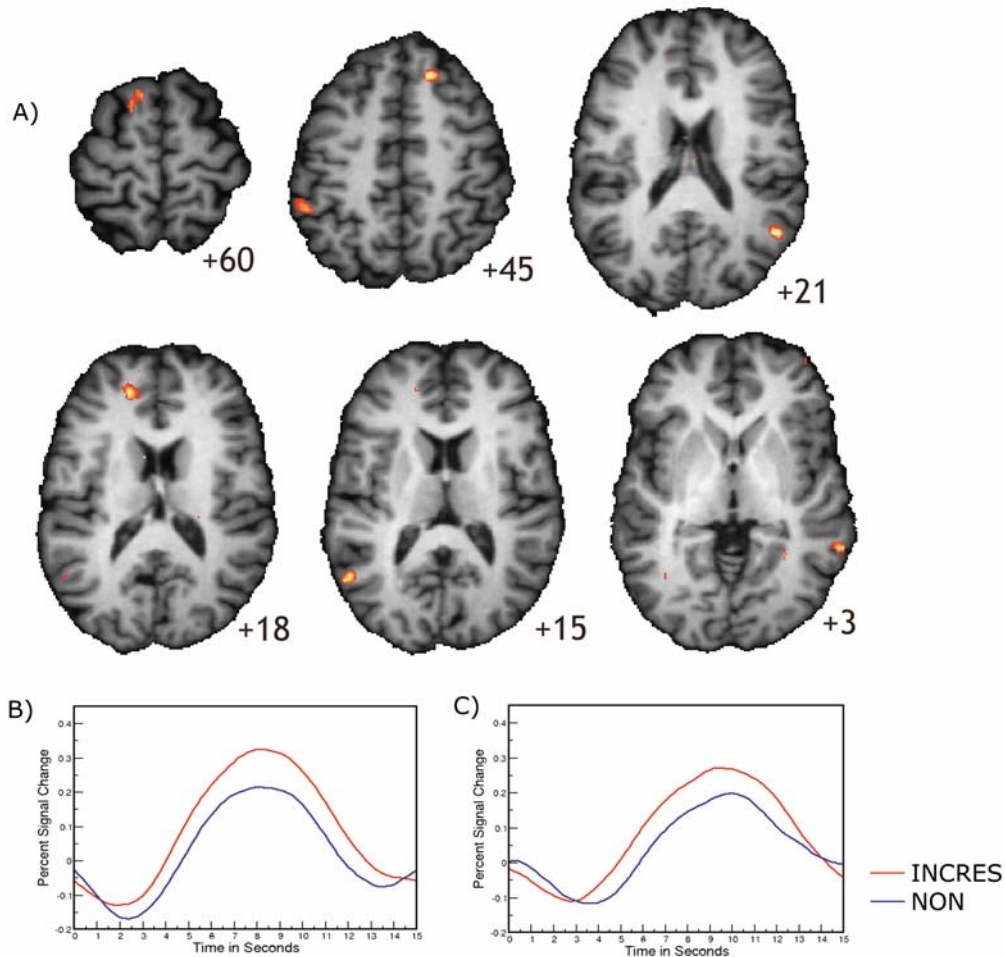 A)
+60
+45
+21
+18
+15
+3
B)
Percent Signal Change
0.4
0.3
0.2
0.1
0
-0.1
-0.2
0 1 2 3 4 5 6 7 8 9 10 11 12 13 14 15
Time in Seconds
C)
Percent Signal Change
0.4
0.3
0.2
0.1
0
-0.1
-0.2
0 1 2 3 4 5 6 7 8 9 10 11 12 13 14 15
Time in Seconds
INCRES
NON